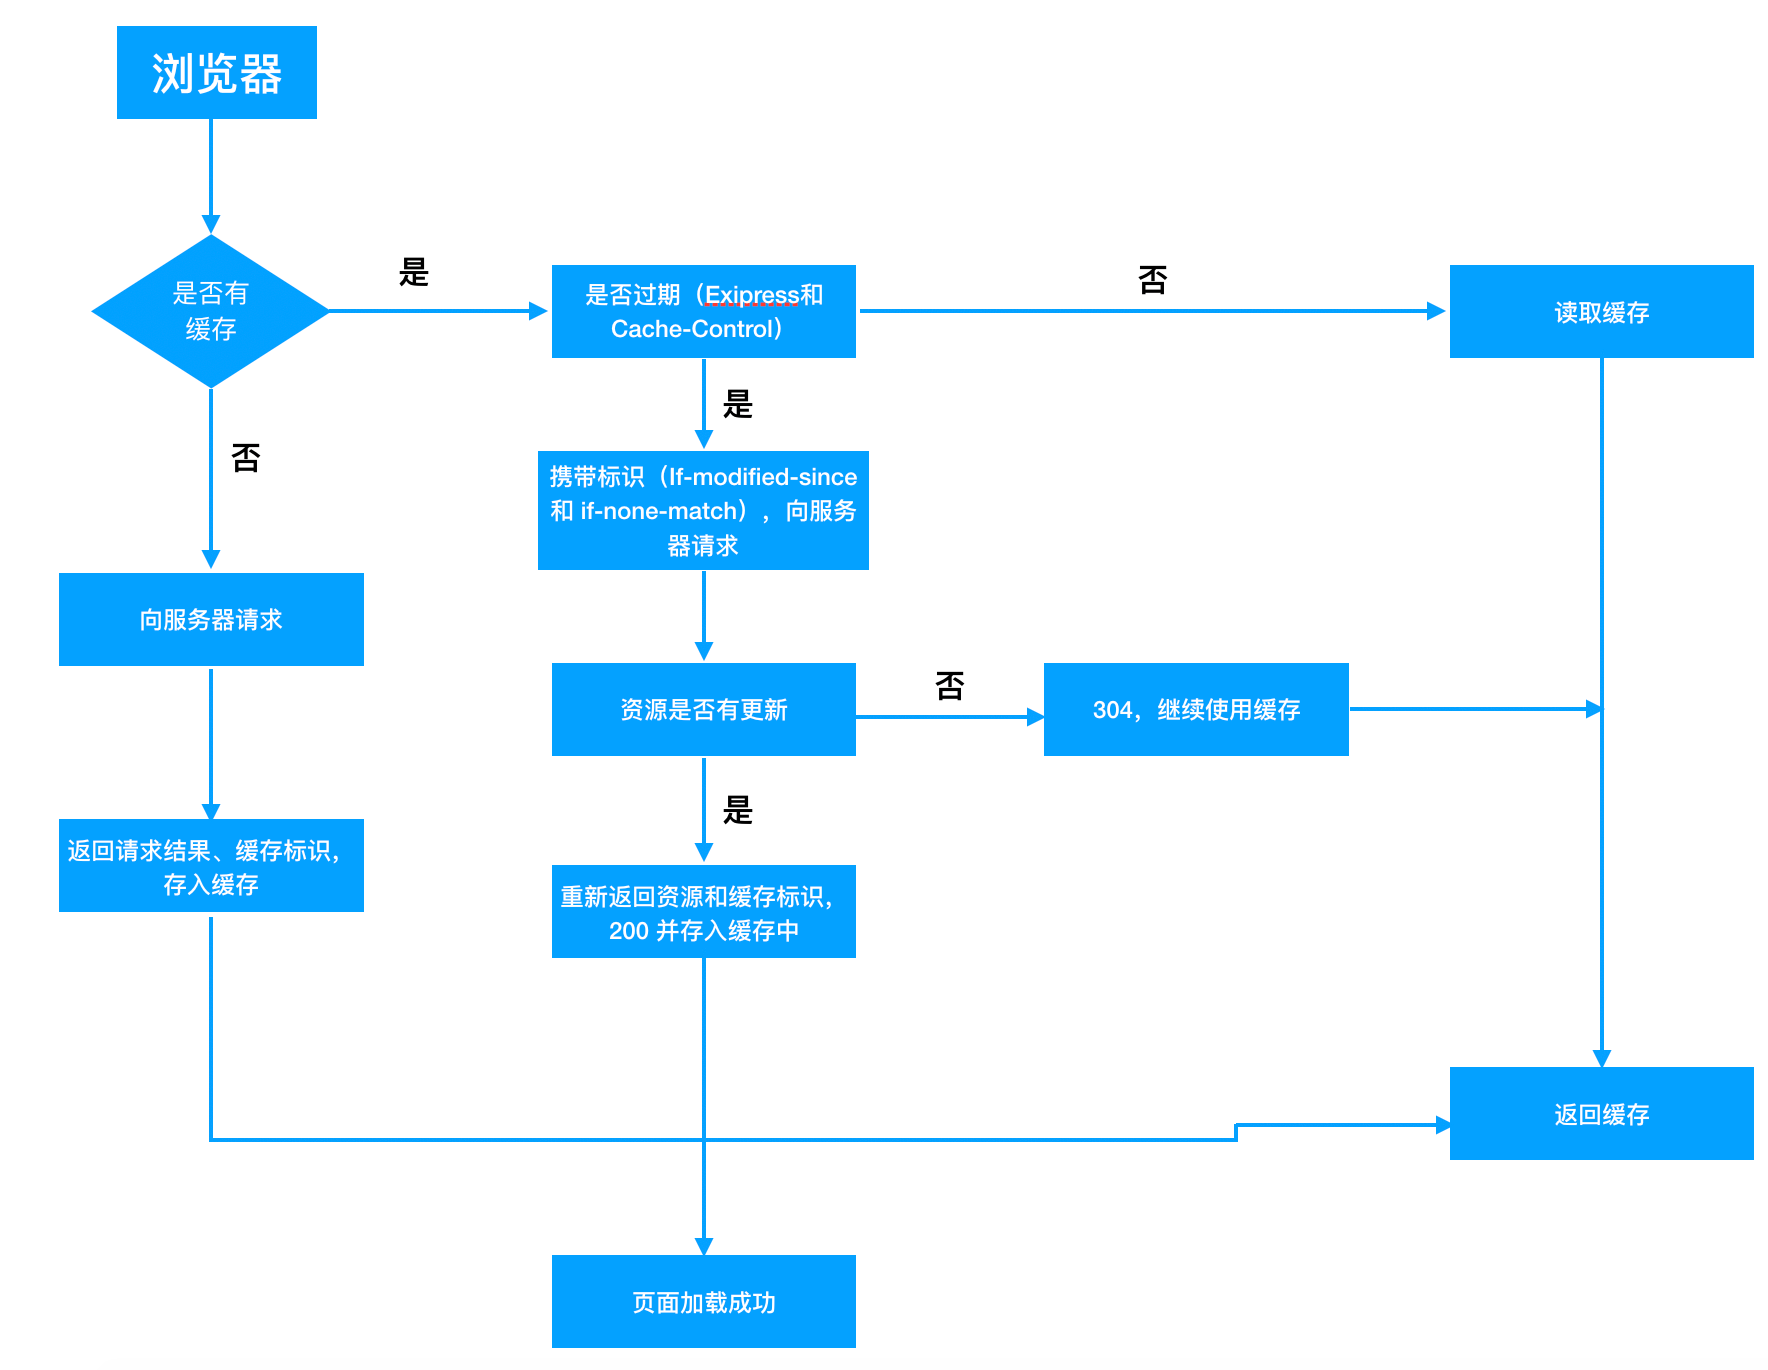 浏览器
是否有
缓存
是
是否过期（Exipress和
Cache-Control）
否
读取缓存
是
否
携带标识（If-modified-since
和 if-none-match），向服务
器请求
向服务器请求
资源是否有更新
否
304，继续使用缓存
是
返回请求结果、缓存标识，
存入缓存
重新返回资源和缓存标识，
200 并存入缓存中
返回缓存
页面加载成功